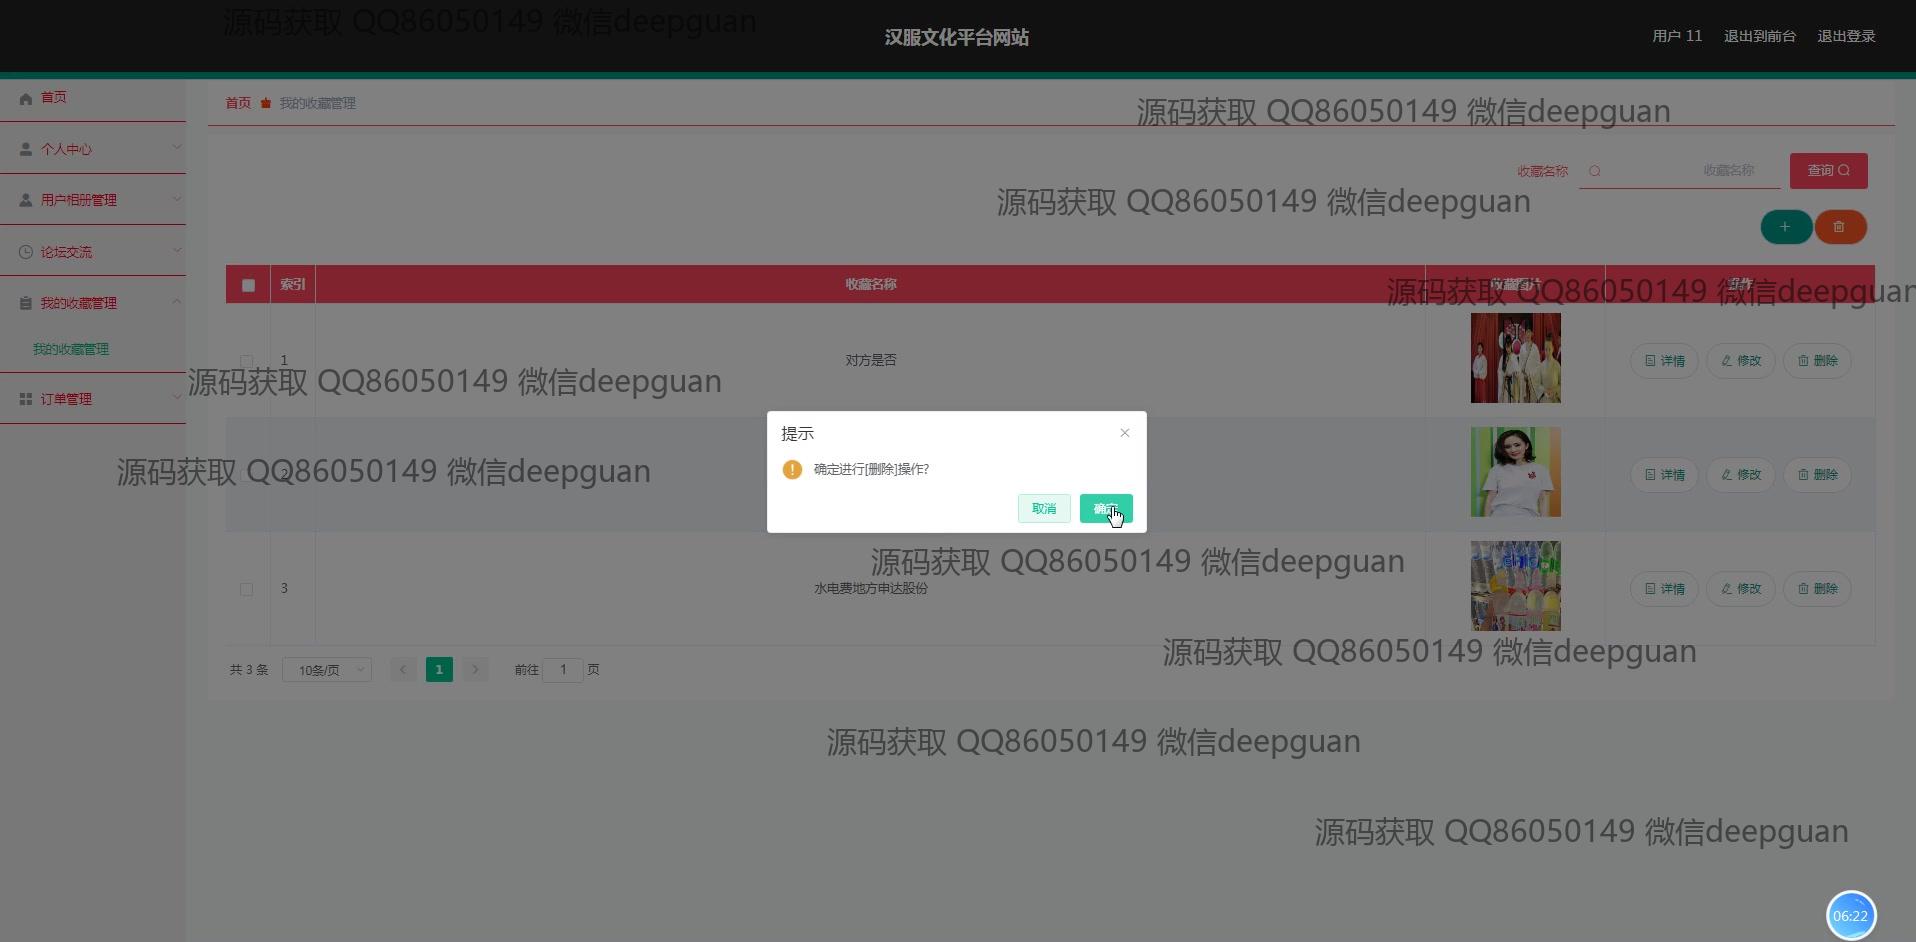 源码获取 QQ86050149 微信deepguan
汉服文化平台网站
用户 11 退出到前台 退出登录
首页
个人中心
用户相册管理
论坛交流
我的收藏管理
我的收藏管理
订单管理
首页 我的收藏管理
源码获取 QQ86050149 微信deepguan
收藏名称 收藏名称 查询
源码获取 QQ86050149 微信deepguan
索引 收藏名称 收藏图片 操作
源码获取 QQ86050149 微信deepguan
1 对方是否 详情 修改 删除
源码获取 QQ86050149 微信deepguan
提示
确定进行[删除]操作?
取消 确定
2 详情 修改 删除
源码获取 QQ86050149 微信deepguan
源码获取 QQ86050149 微信deepguan
3 水电费地方申达股份 详情 修改 删除
源码获取 QQ86050149 微信deepguan
共 3 条 10条/页 1 前往 1 页
源码获取 QQ86050149 微信deepguan
源码获取 QQ86050149 微信deepguan
06:22